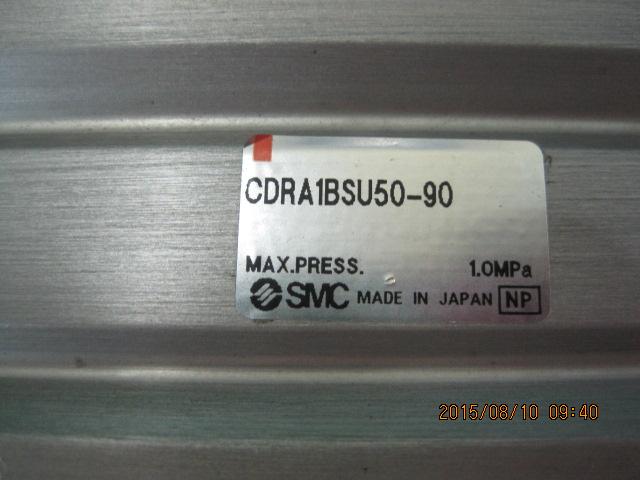 CDRA1BSU50-90
MAX.PRESS. 1.0MPa
SMC MADE IN JAPAN NP
2015/08/10 09:40